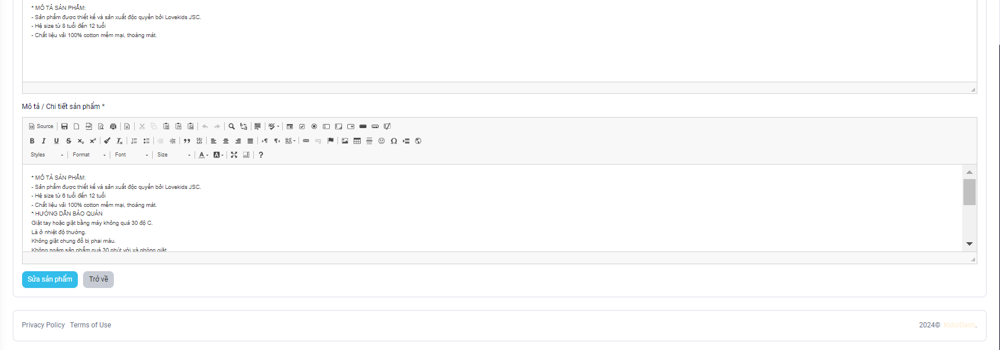 * MÔ TẢ SẢN PHẨM:
- Sản phẩm được thiết kế và sản xuất độc quyền bởi Lovekids JSC.
- Hệ size từ 8 tuổi đến 12 tuổi
- Chất liệu vải 100% cotton mềm mại, thoáng mát.
Mô tả / Chi tiết sản phẩm *
Source
Styles Format Font Size
* MÔ TẢ SẢN PHẨM:
- Sản phẩm được thiết kế và sản xuất độc quyền bởi Lovekids JSC.
- Hệ size từ 6 tuổi đến 12 tuổi
- Chất liệu vải 100% cotton mềm mại, thoáng mát.
* HƯỚNG DẪN BẢO QUẢN
Giặt tay hoặc giặt bằng máy không quá 30 độ C.
Là ở nhiệt độ thường.
Không giặt chung đồ bị phai màu.
Không ngâm sản phẩm quá 30 phút với xà phòng giặt
Sửa sản phẩm Trở về
Privacy Policy Terms of Use 2024© KidolDash.